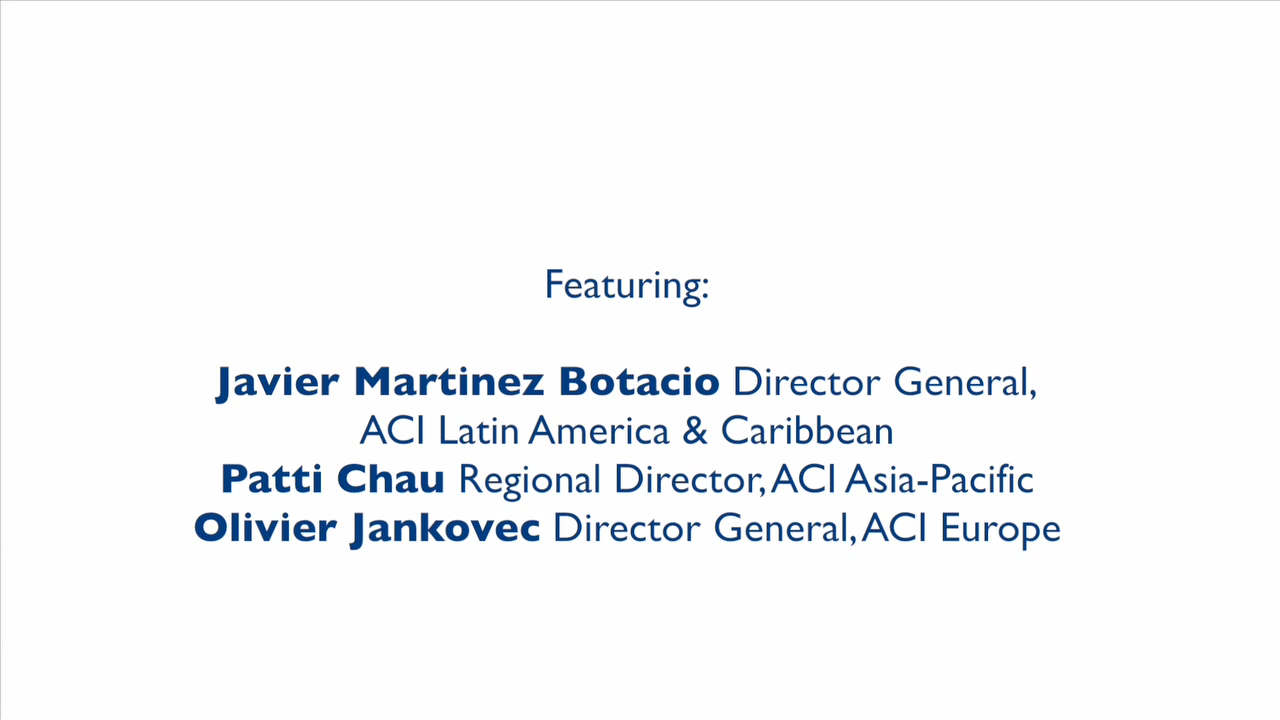 Featuring:
Javier Martinez Botacio Director General,
ACI Latin America & Caribbean
Patti Chau Regional Director, ACI Asia-Pacific
Olivier Jankovec Director General, ACI Europe